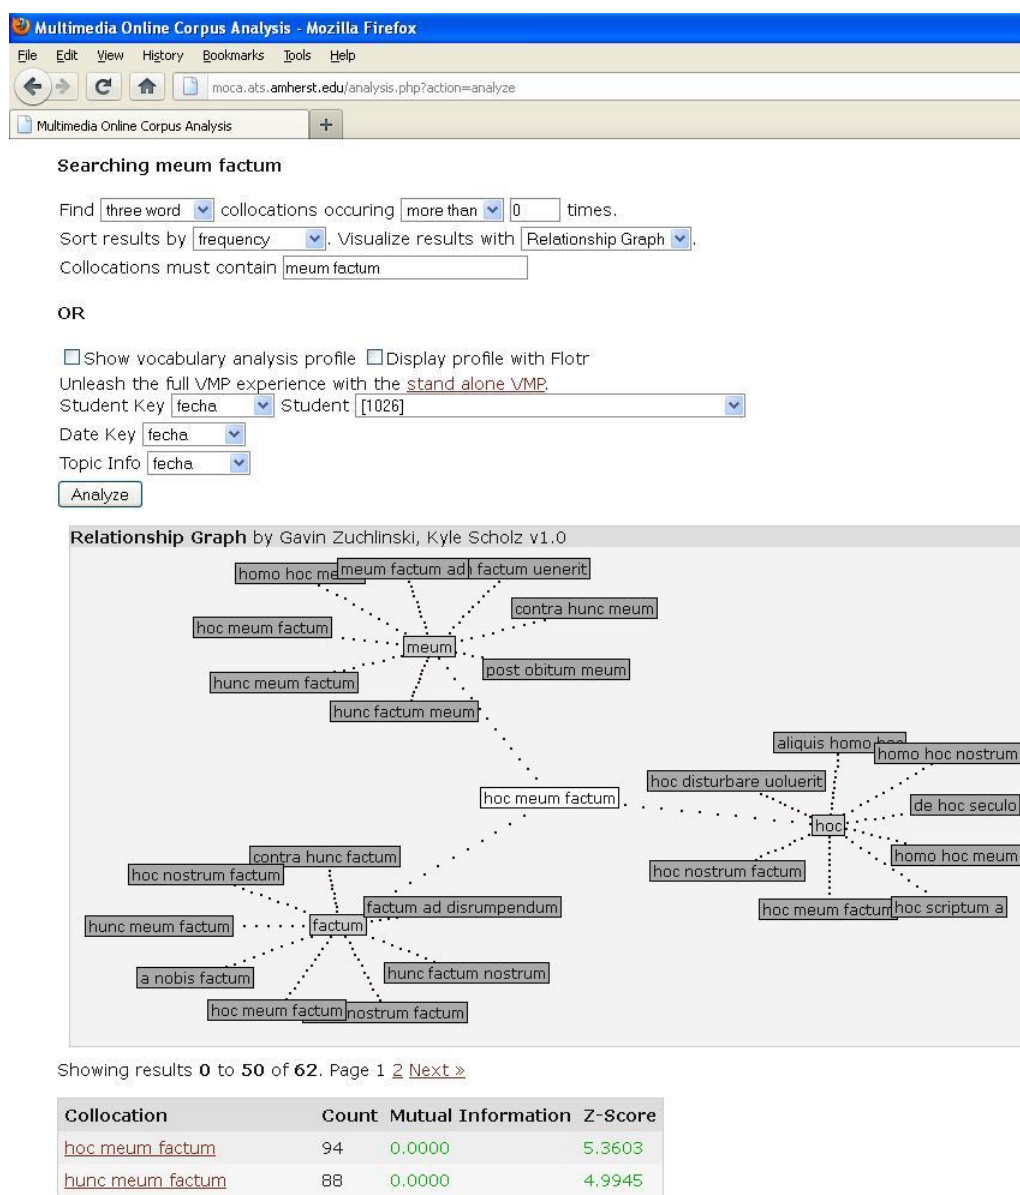 Multimedia Online Corpus Analysis - Mozilla Firefox
File Edit View History Bookmarks Tools Help
moca.ats.amherst.edu/analysis.php?action=analyze
Multimedia Online Corpus Analysis +
Searching meum factum
Find three word collocations occuring more than 0 times.
Sort results by frequency. Visualize results with Relationship Graph.
Collocations must contain meum factum
OR
Show vocabulary analysis profile Display profile with Flotr
Unleash the full VMP experience with the stand alone VMP.
Student Key fecha Student [1026]
Date Key fecha
Topic Info fecha
Analyze
Relationship Graph by Gavin Zuchlinski, Kyle Scholz v1.0
homo hoc me
meum factum ad
factum uenerit
contra hunc meum
hoc meum factum
meum
post obitum meum
hunc meum factum
hunc factum meum
aliquis homo
homo hoc nostrum
hoc disturbare uoluerit
hoc meum factum
de hoc seculo
hoc
contra hunc factum
homo hoc meum
hoc nostrum factum
hoc nostrum factum
factum ad disrumpendum
hoc meum factum
hoc scriptum a
hunc meum factum
factum
a nobis factum
hunc factum nostrum
hoc meum factum
nostrum factum
Showing results 0 to 50 of 62. Page 1 2 Next »
Collocation Count Mutual Information Z-Score
hoc meum factum 94 0.0000 5.3603
hunc meum factum 88 0.0000 4.9945